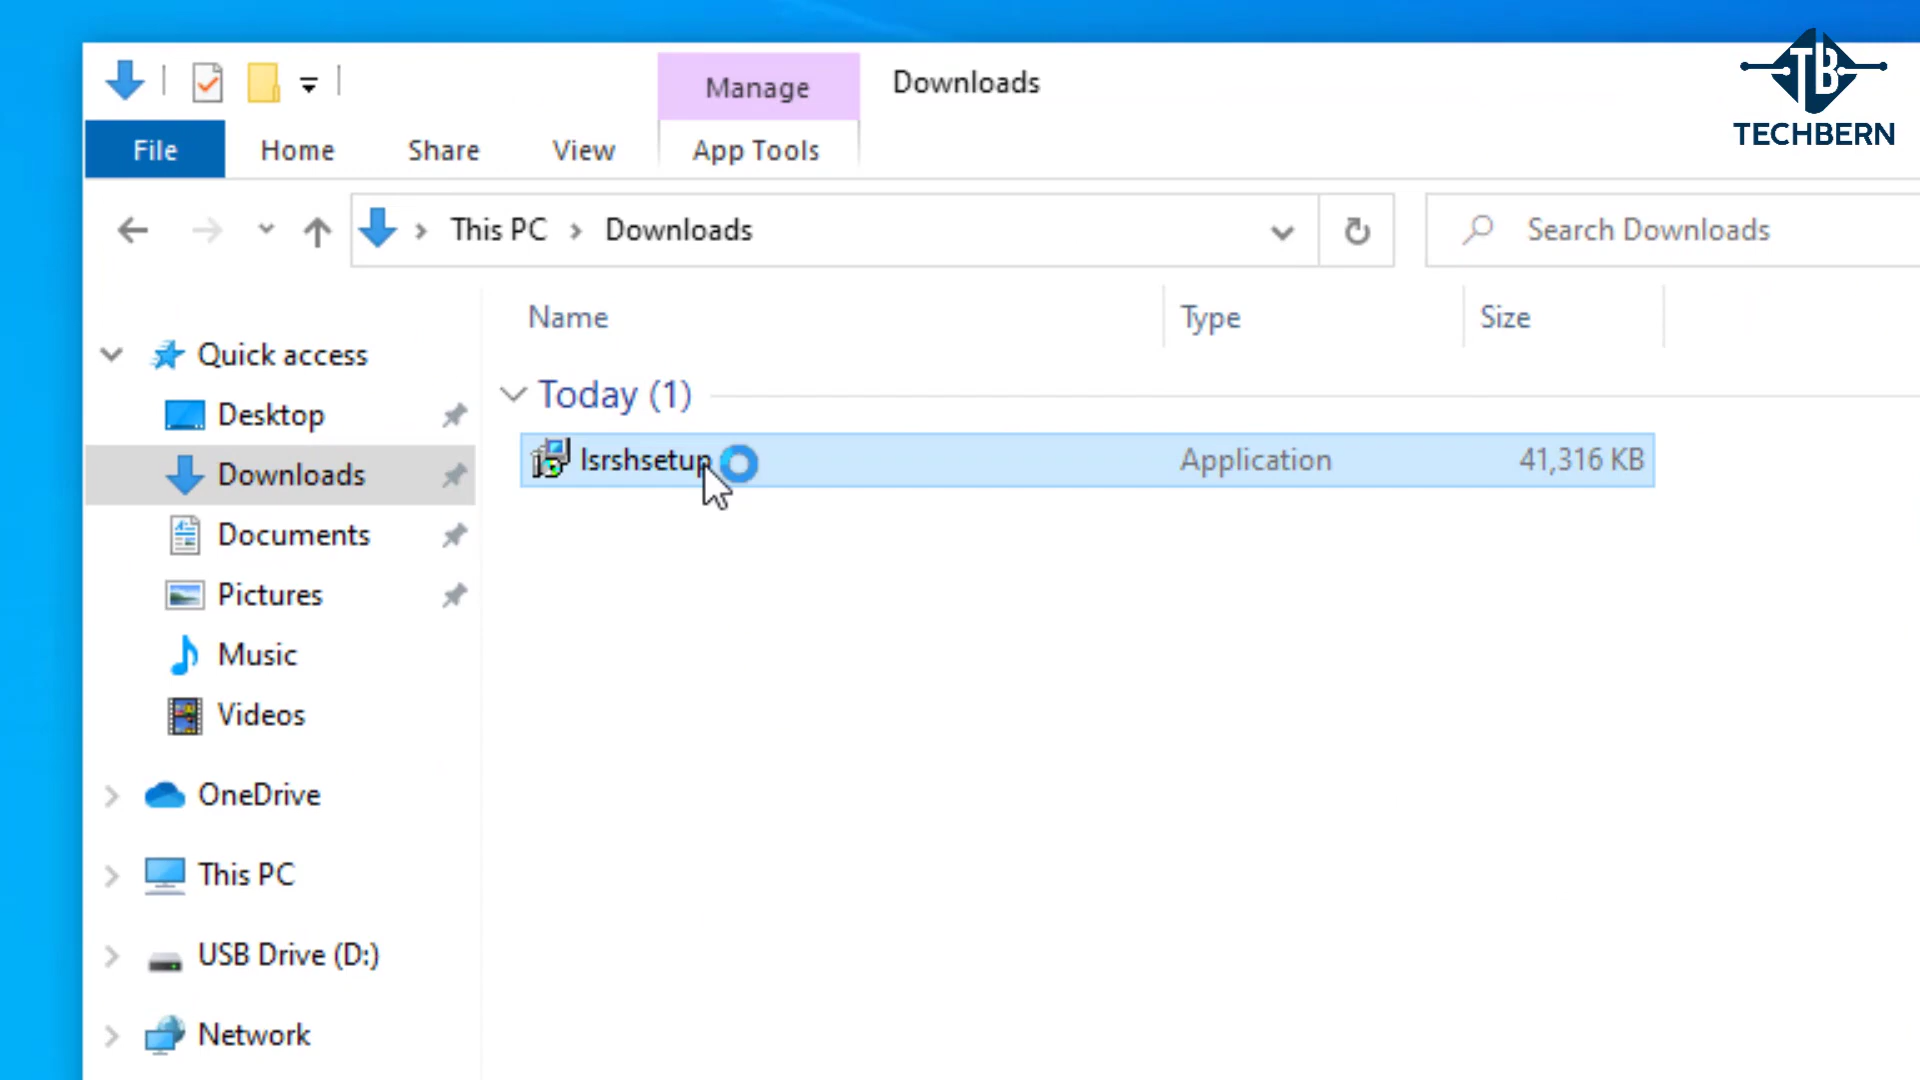 Manage
Downloads
TB
TECHBERN
File
Home
Share
View
App Tools
This PC
Downloads
Search Downloads
Name
Type
Size
Quick access
Desktop
Downloads
Documents
Pictures
Music
Videos
OneDrive
This PC
USB Drive (D:)
Network
Today (1)
lsrshsetup
Application
41,316 KB